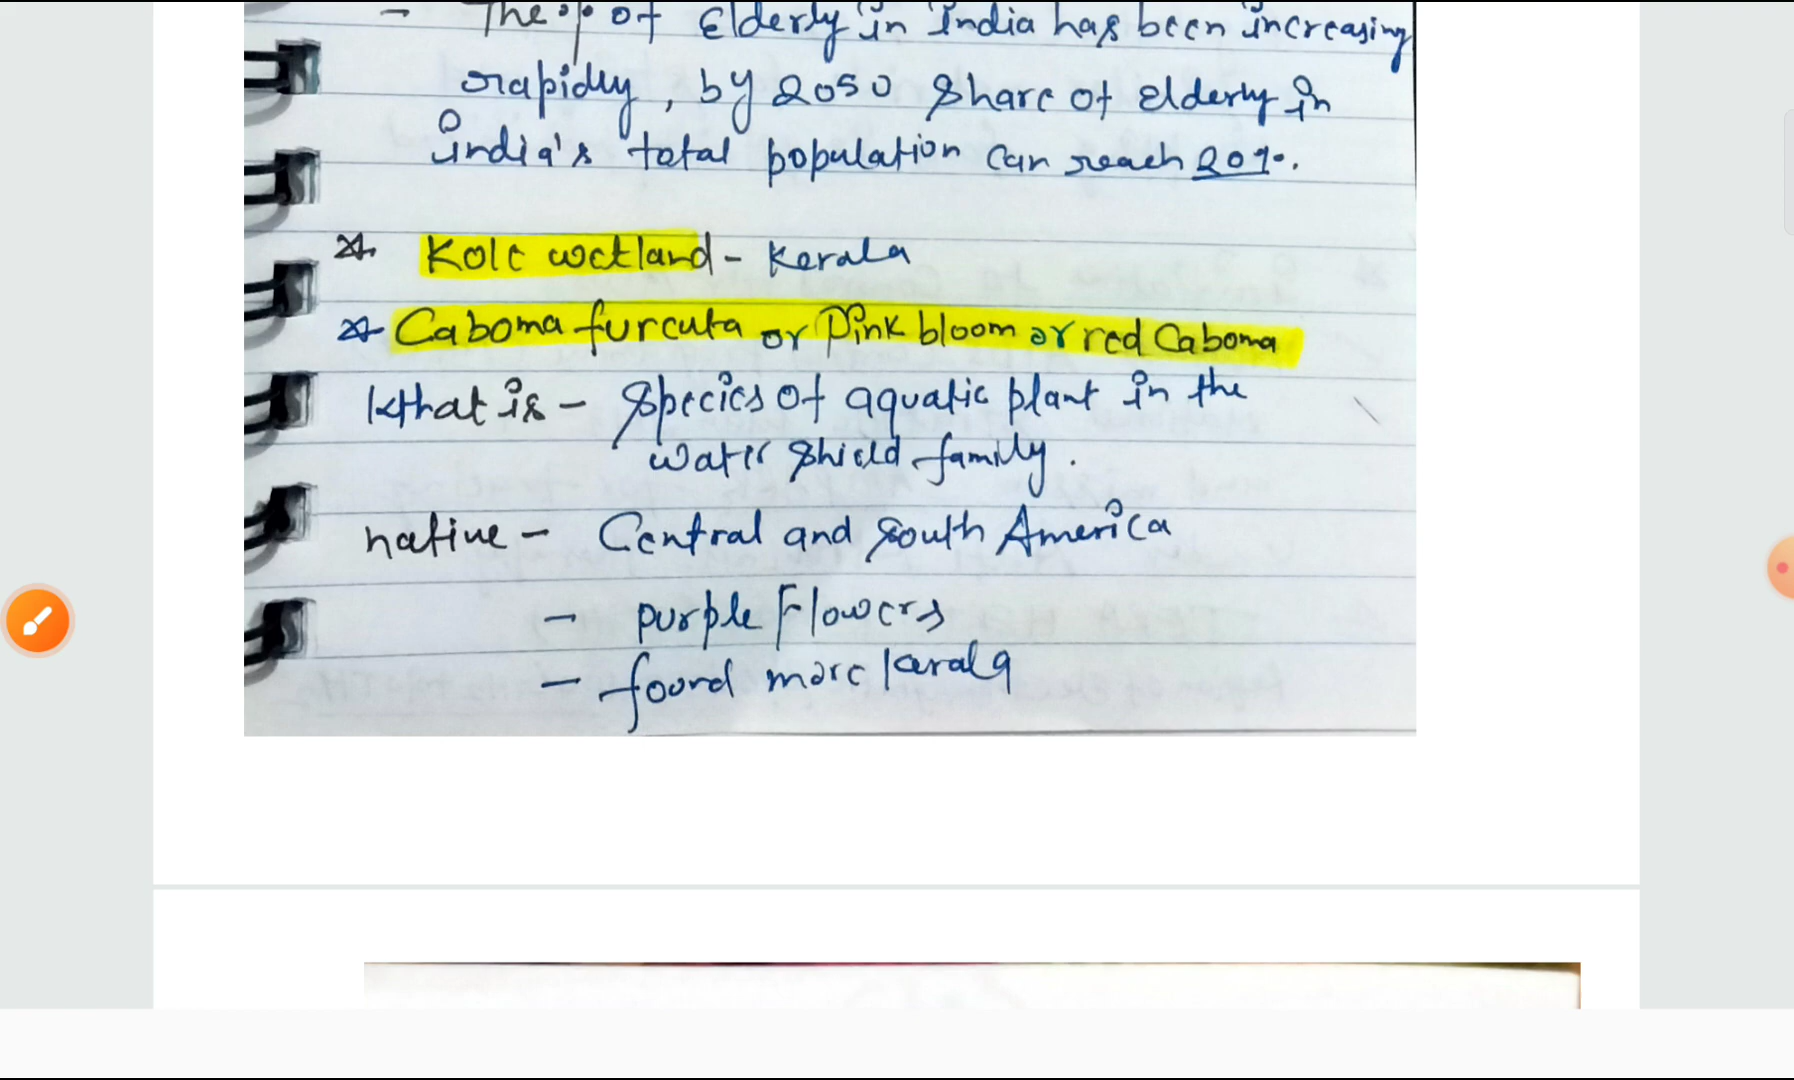 - The % of Elderly in India has been increasing
rapidly, by 2050 Share of elderly in
india's total population can reach 20%.
Kole wetland - Kerala
Caboma furcuta or Pink bloom or red Caboma
What is - Species of aquatic plant in the
water Shield family.
native - Central and South America
- purple Flowers
- found more kerala